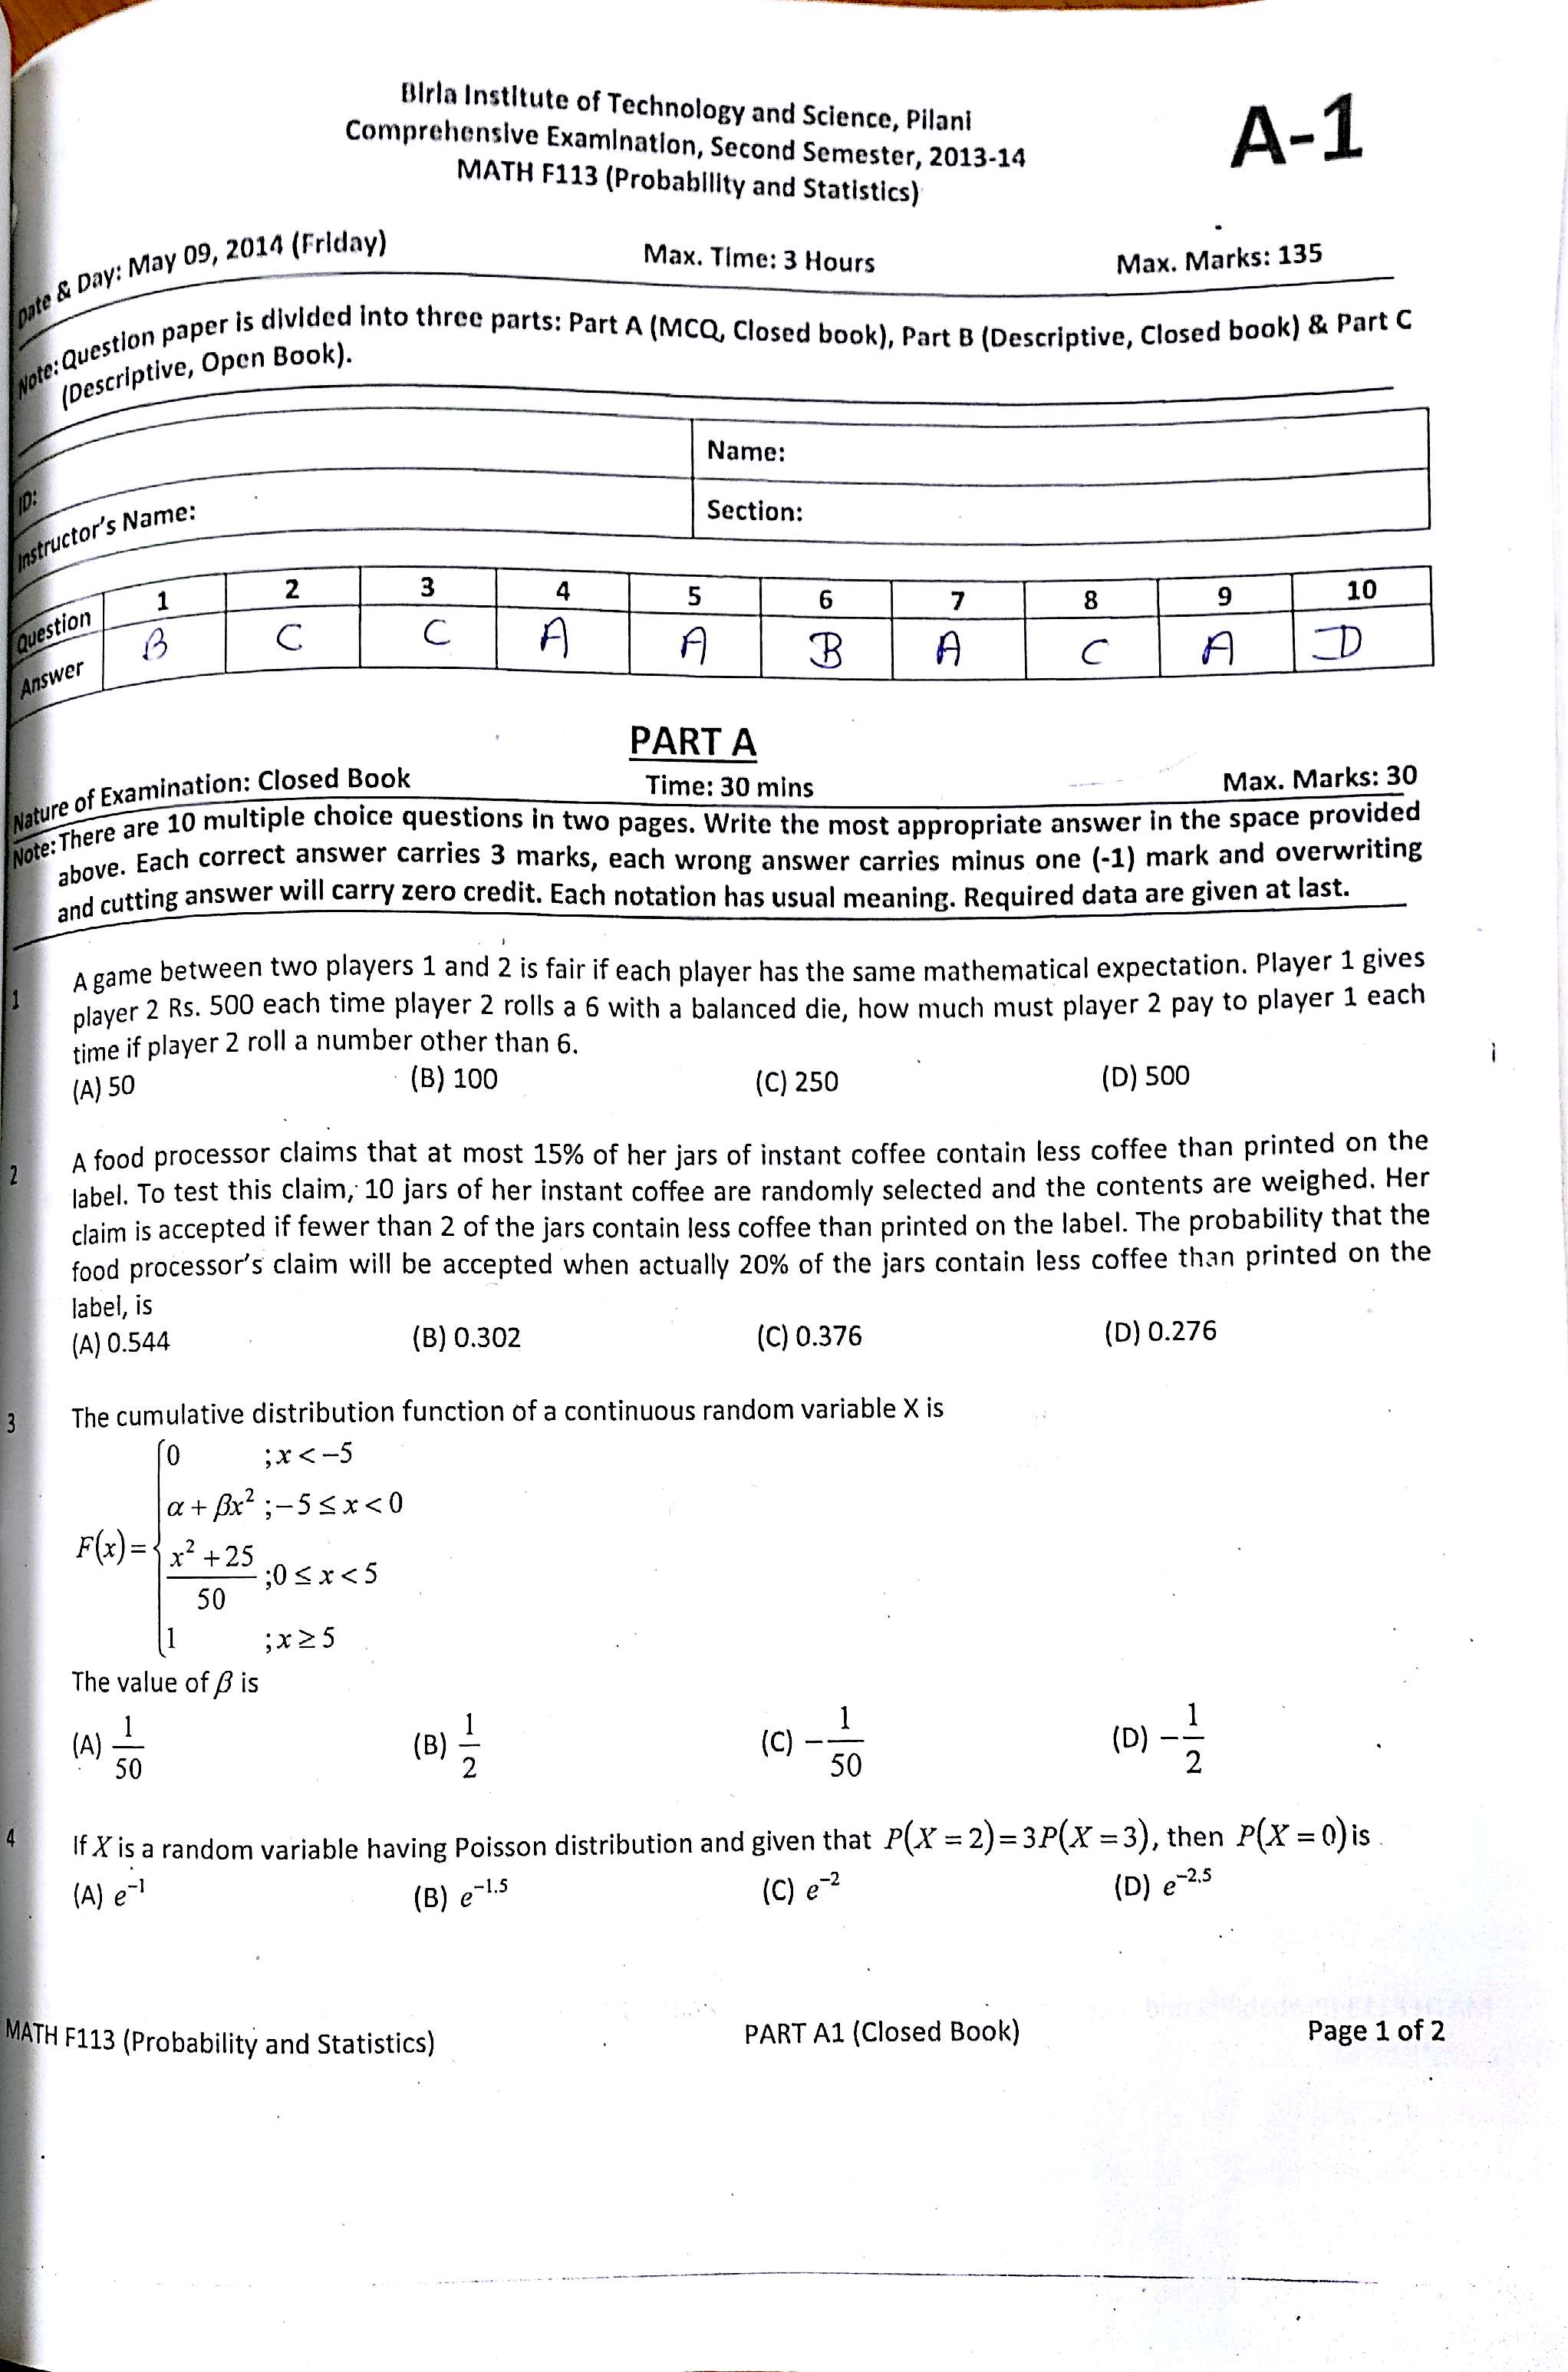 Birla Institute of Technology and Science, Pilani
Comprehensive Examination, Second Semester, 2013-14
MATH F113 (Probability and Statistics)
A-1
Date & Day: May 09, 2014 (Friday) Max. Time: 3 Hours Max. Marks: 135
Note: Question paper is divided into three parts: Part A (MCQ, Closed book), Part B (Descriptive, Closed book) & Part C
(Descriptive, Open Book).
ID: Name:
Instructor's Name: Section:
Question 1 2 3 4 5 6 7 8 9 10
Answer B C C A A B A C A D
PART A
Nature of Examination: Closed Book Time: 30 mins Max. Marks: 30
Note: There are 10 multiple choice questions in two pages. Write the most appropriate answer in the space provided
above. Each correct answer carries 3 marks, each wrong answer carries minus one (-1) mark and overwriting
and cutting answer will carry zero credit. Each notation has usual meaning. Required data are given at last.
1 A game between two players 1 and 2 is fair if each player has the same mathematical expectation. Player 1 gives
player 2 Rs. 500 each time player 2 rolls a 6 with a balanced die, how much must player 2 pay to player 1 each
time if player 2 roll a number other than 6.
(A) 50 (B) 100 (C) 250 (D) 500
2 A food processor claims that at most 15% of her jars of instant coffee contain less coffee than printed on the
label. To test this claim, 10 jars of her instant coffee are randomly selected and the contents are weighed. Her
claim is accepted if fewer than 2 of the jars contain less coffee than printed on the label. The probability that the
food processor's claim will be accepted when actually 20% of the jars contain less coffee than printed on the
label, is
(A) 0.544 (B) 0.302 (C) 0.376 (D) 0.276
3 The cumulative distribution function of a continuous random variable X is
0 ;x < −5
α + βx² ;−5 ≤ x < 0
F(x) = x² + 25 / 50 ;0 ≤ x < 5
1 ;x ≥ 5
The value of β is
(A) 1/50 (B) 1/2 (C) −1/50 (D) −1/2
4 If X is a random variable having Poisson distribution and given that P(X = 2) = 3P(X = 3), then P(X = 0) is
(A) e⁻¹ (B) e⁻¹·⁵ (C) e⁻² (D) e⁻²·⁵
MATH F113 (Probability and Statistics) PART A1 (Closed Book) Page 1 of 2